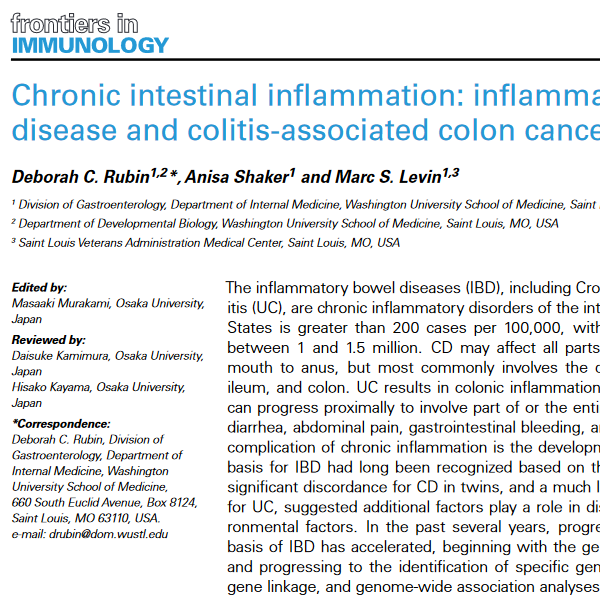 frontiers in
IMMUNOLOGY
Chronic intestinal inflammation: inflamma
disease and colitis-associated colon cance
Deborah C. Rubin1,2*, Anisa Shaker1 and Marc S. Levin1,3
1 Division of Gastroenterology, Department of Internal Medicine, Washington University School of Medicine, Saint
2 Department of Developmental Biology, Washington University School of Medicine, Saint Louis, MO, USA
3 Saint Louis Veterans Administration Medical Center, Saint Louis, MO, USA
Edited by:
Masaaki Murakami, Osaka University,
Japan
Reviewed by:
Daisuke Kamimura, Osaka University,
Japan
Hisako Kayama, Osaka University,
Japan
*Correspondence:
Deborah C. Rubin, Division of
Gastroenterology, Department of
Internal Medicine, Washington
University School of Medicine,
660 South Euclid Avenue, Box 8124,
Saint Louis, MO 63110, USA.
e-mail: drubin@dom.wustl.edu
The inflammatory bowel diseases (IBD), including Cro
itis (UC), are chronic inflammatory disorders of the int
States is greater than 200 cases per 100,000, with
between 1 and 1.5 million. CD may affect all parts
mouth to anus, but most commonly involves the d
ileum, and colon. UC results in colonic inflammation
can progress proximally to involve part of or the enti
diarrhea, abdominal pain, gastrointestinal bleeding, a
complication of chronic inflammation is the developm
basis for IBD had long been recognized based on th
significant discordance for CD in twins, and a much l
for UC, suggested additional factors play a role in dis
ronmental factors. In the past several years, progre
basis of IBD has accelerated, beginning with the ge
and progressing to the identification of specific gen
gene linkage, and genome-wide association analyses